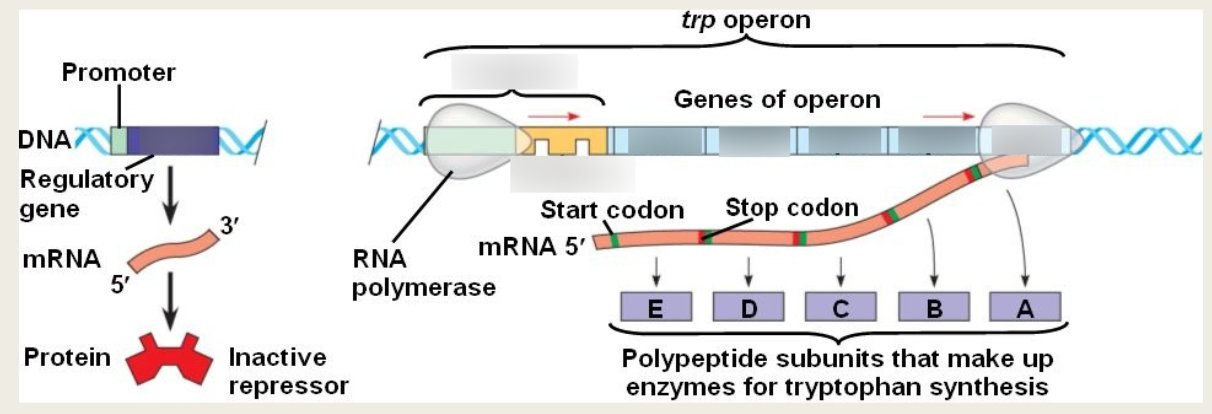 trp operon
Promoter
Genes of operon
DNA
Regulatory
gene
Start codon
Stop codon
3′
mRNA
5′
mRNA 5′
RNA
polymerase
E
D
C
B
A
Protein
Inactive
repressor
Polypeptide subunits that make up
enzymes for tryptophan synthesis